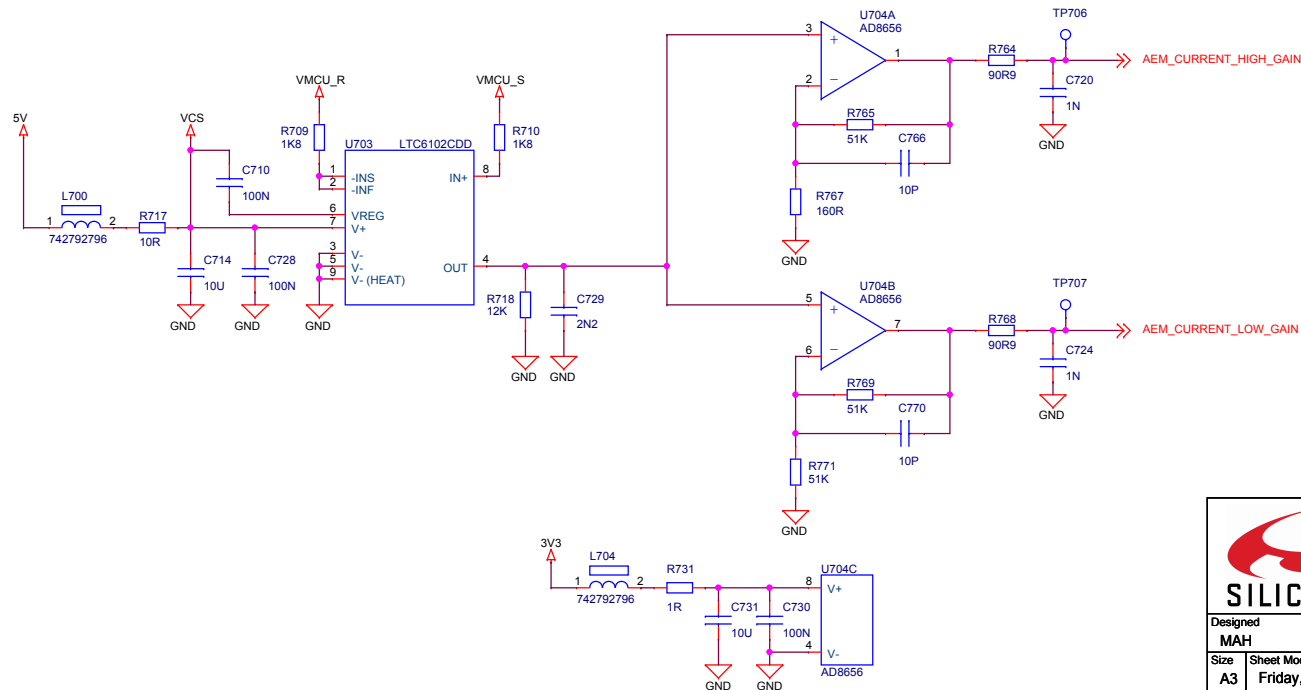 U704A
AD8656
TP706
3
+
1
R764
90R9
AEM_CURRENT_HIGH_GAIN
2
−
C720
1N
GND
R765
51K
C766
10P
R767
160R
GND
5V
VCS
VMCU_R
VMCU_S
R709
1K8
R710
1K8
U703
LTC6102CDD
1
-INS
2
-INF
IN+
8
C710
100N
6
VREG
7
V+
L700
1
2
742792796
R717
10R
3
V-
5
V-
9
V- (HEAT)
OUT
4
C714
10U
C728
100N
GND
GND
GND
R718
12K
C729
2N2
GND
GND
U704B
AD8656
TP707
5
+
7
R768
90R9
AEM_CURRENT_LOW_GAIN
6
−
C724
1N
GND
R769
51K
C770
10P
R771
51K
GND
3V3
L704
1
2
742792796
R731
1R
C731
10U
C730
100N
GND
GND
U704C
8
V+
4
V-
AD8656
SILIC
Designed
MAH
Size
Sheet Mod
A3
Friday,